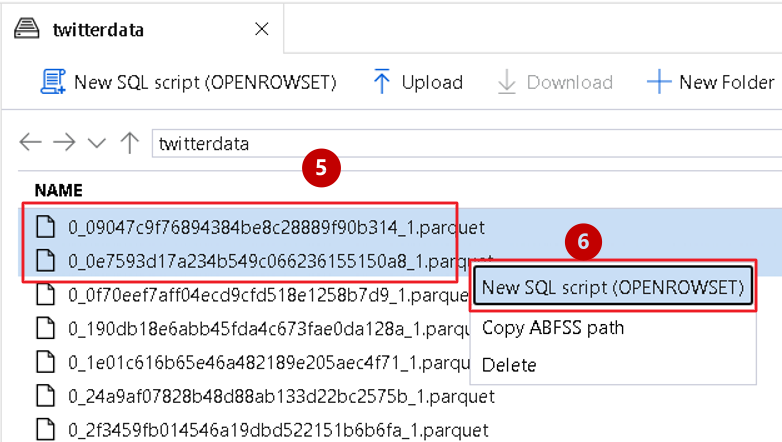 twitterdata
New SQL script (OPENROWSET) Upload Download New Folder
twitterdata
5
NAME
0_09047c9f76894384be8c28889f90b314_1.parquet
6
0_0e7593d17a234b549c066236155150a8_1.parquet
New SQL script (OPENROWSET)
0_0f70eef7aff04ecd9cfd518e1258b7d9_1.parquet
0_190db18e6abb45fda4c673fae0da128a_1.parquet
Copy ABFSS path
0_1e01c616b65e46a482189e205aec4f71_1.parquet
Delete
0_24a9af07828b48d88ab133d22bc2575b_1.parquet
0_2f3459fb014546a19dbd522151b6b6fa_1.parquet